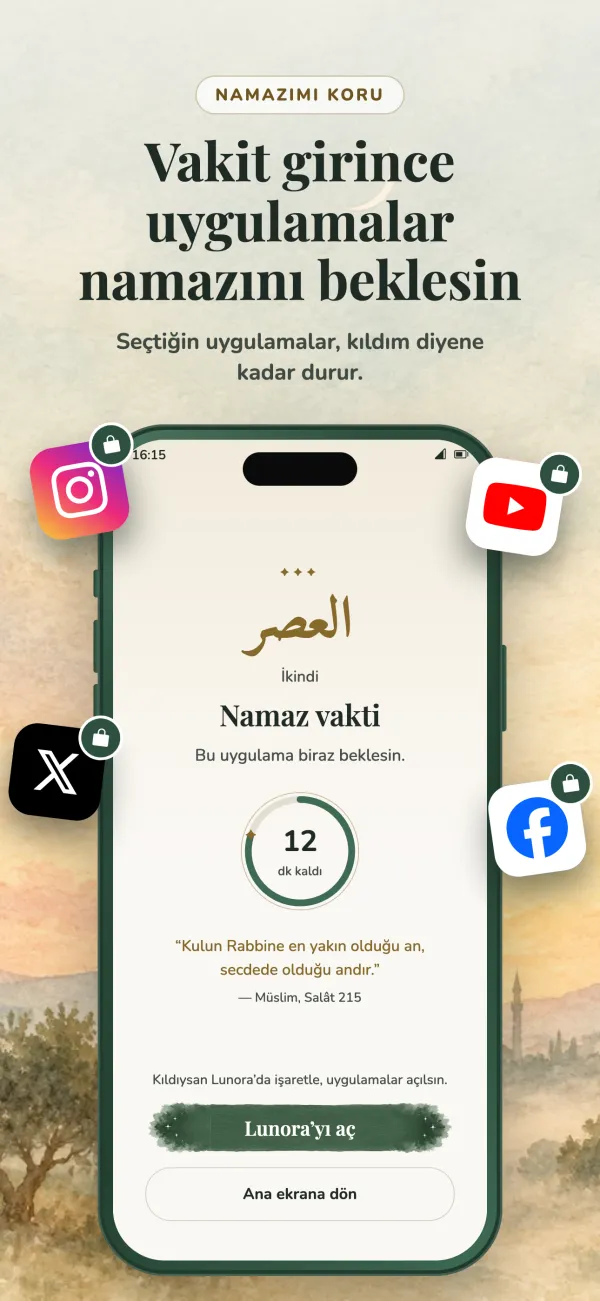 NAMAZIMI KORU
Vakit girince
uygulamalar
namazını beklesin
Seçtiğin uygulamalar, kıldım diyene
kadar durur.
16:15
العصر
İkindi
Namaz vakti
Bu uygulama biraz beklesin.
12
dk kaldı
“Kulun Rabbine en yakın olduğu an,
secdede olduğu andır.”
— Müslim, Salât 215
Kıldıysan Lunora’da işaretle, uygulamalar açılsın.
Lunora’yı aç
Ana ekrana dön